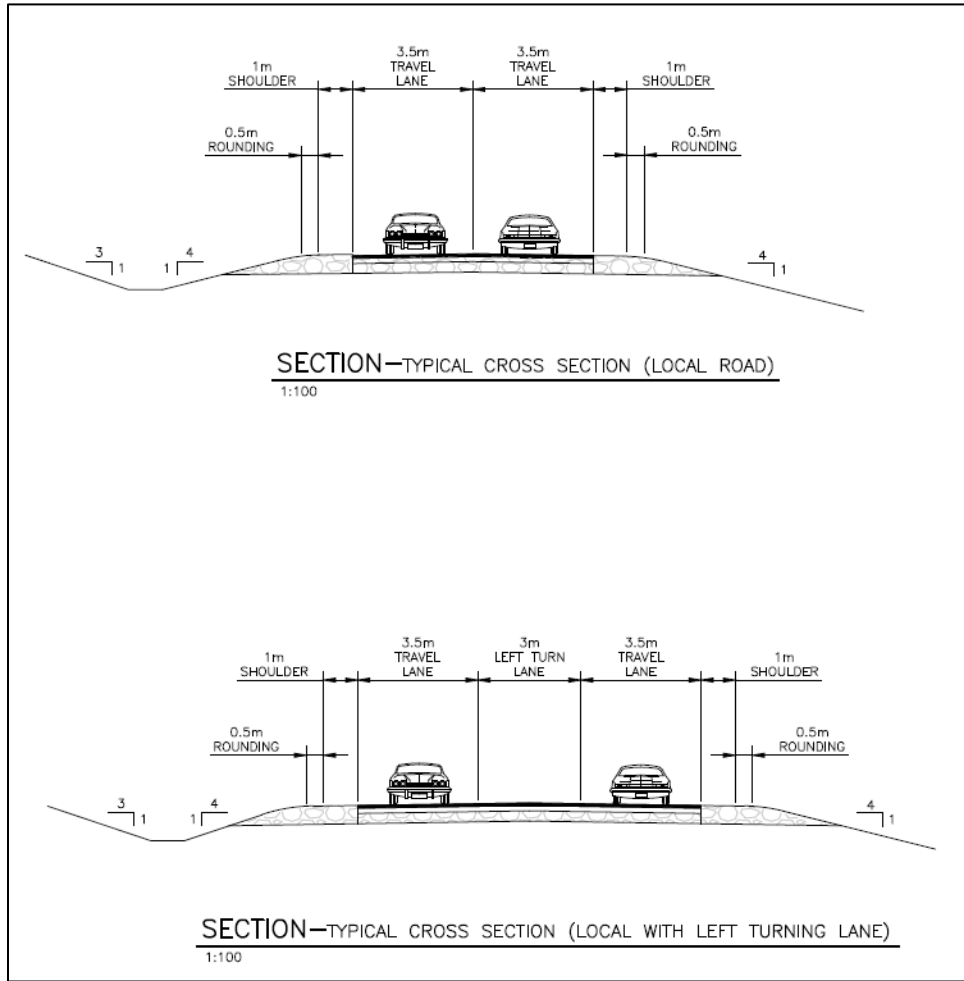 3.5m
TRAVEL
LANE
3.5m
TRAVEL
LANE
1m
SHOULDER
1m
SHOULDER
0.5m
ROUNDING
0.5m
ROUNDING
3
1
1
4
4
1
SECTION—TYPICAL CROSS SECTION (LOCAL ROAD)
1:100
3.5m
TRAVEL
LANE
3m
LEFT TURN
LANE
3.5m
TRAVEL
LANE
1m
SHOULDER
1m
SHOULDER
0.5m
ROUNDING
0.5m
ROUNDING
3
1
1
4
4
1
SECTION—TYPICAL CROSS SECTION (LOCAL WITH LEFT TURNING LANE)
1:100